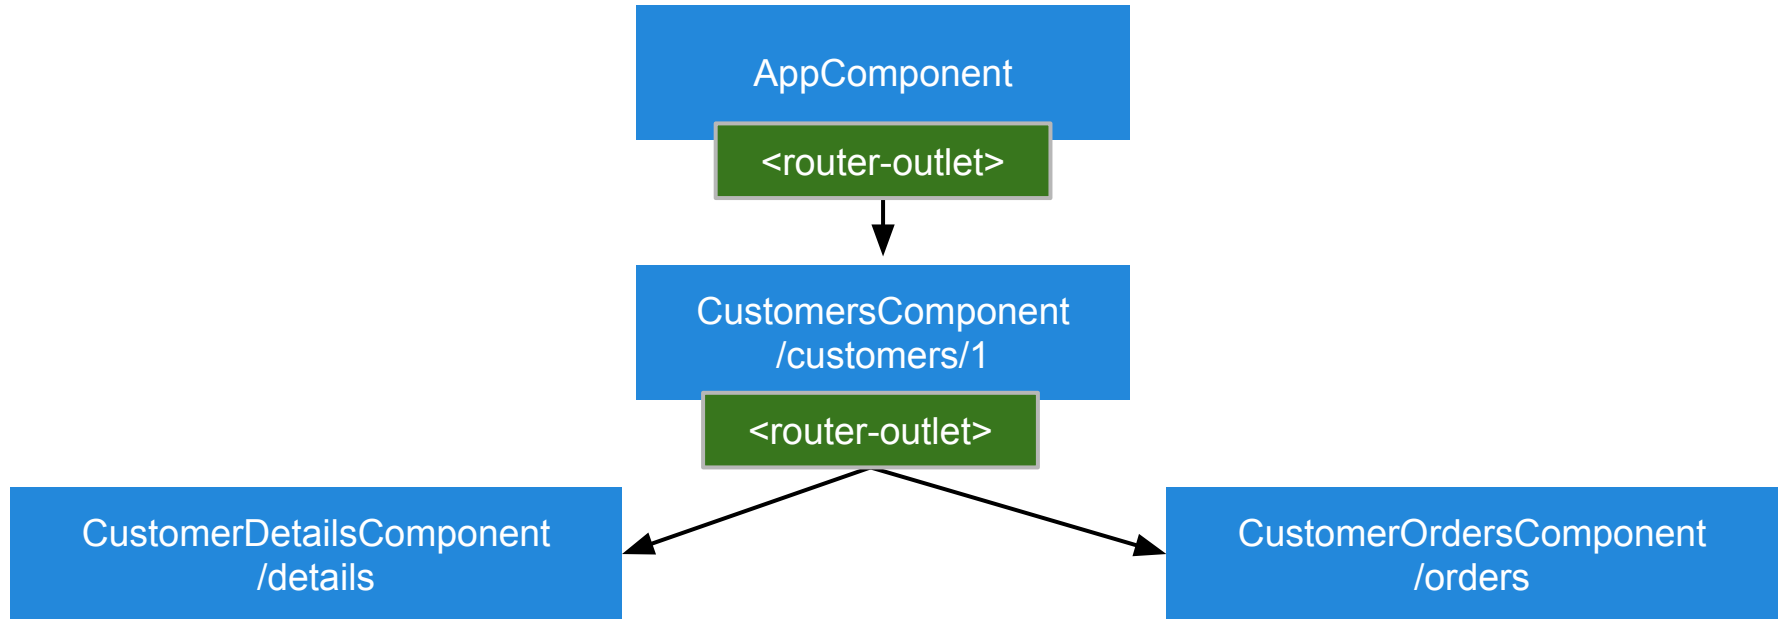 AppComponent
<router-outlet>
CustomersComponent
/customers/1
<router-outlet>
CustomerDetailsComponent
/details
CustomerOrdersComponent
/orders